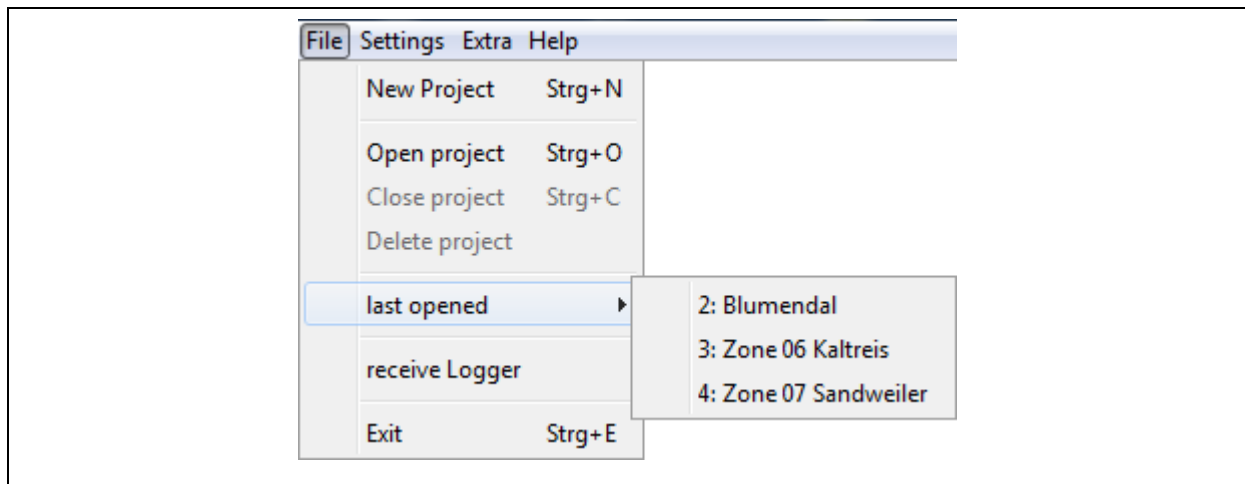 File Settings Extra Help
New Project Strg+N
Open project Strg+O
Close project Strg+C
Delete project
last opened
2: Blumendal
3: Zone 06 Kaltreis
4: Zone 07 Sandweiler
receive Logger
Exit Strg+E